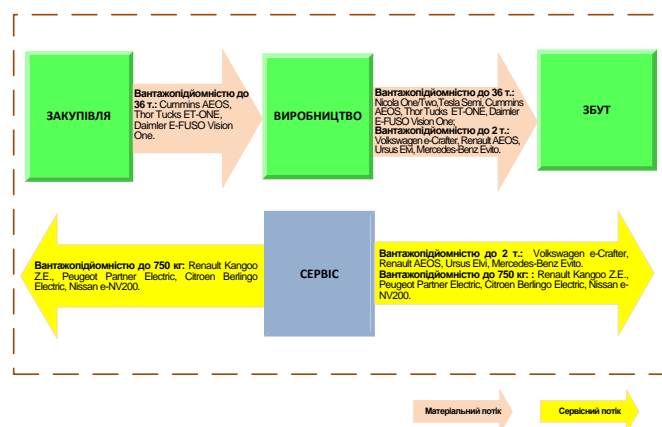 ЗАКУПІВЛЯ
Вантажопідйомністю до
36 т.: Cummins AEOS,
Thor Tucks ET-ONE,
Daimler E-FUSO Vision
One.
ВИРОБНИЦТВО
Вантажопідйомністю до 36 т.:
Nicola One/Two,Tesla Semi, Cummins
AEOS, Thor Tucks ET-ONE, Daimler
E-FUSO Vision One;
Вантажопідйомністю до 2 т.:
Volkswagen e-Crafter, Renault AEOS,
Ursus Elvi, Mercedes-Benz Evito.
ЗБУТ
Вантажопідйомністю до 750 кг: Renault Kangoo
Z.E., Peugeot Partner Electric, Citroen Berlingo
Electric, Nissan e-NV200.
СЕРВІС
Вантажопідйомністю до 2 т.: Volkswagen e-Crafter,
Renault AEOS, Ursus Elvi, Mercedes-Benz Evito.
Вантажопідйомністю до 750 кг: : Renault Kangoo Z.E.,
Peugeot Partner Electric, Citroen Berlingo Electric, Nissan e-
NV200.
Матеріальний потік
Сервісний потік